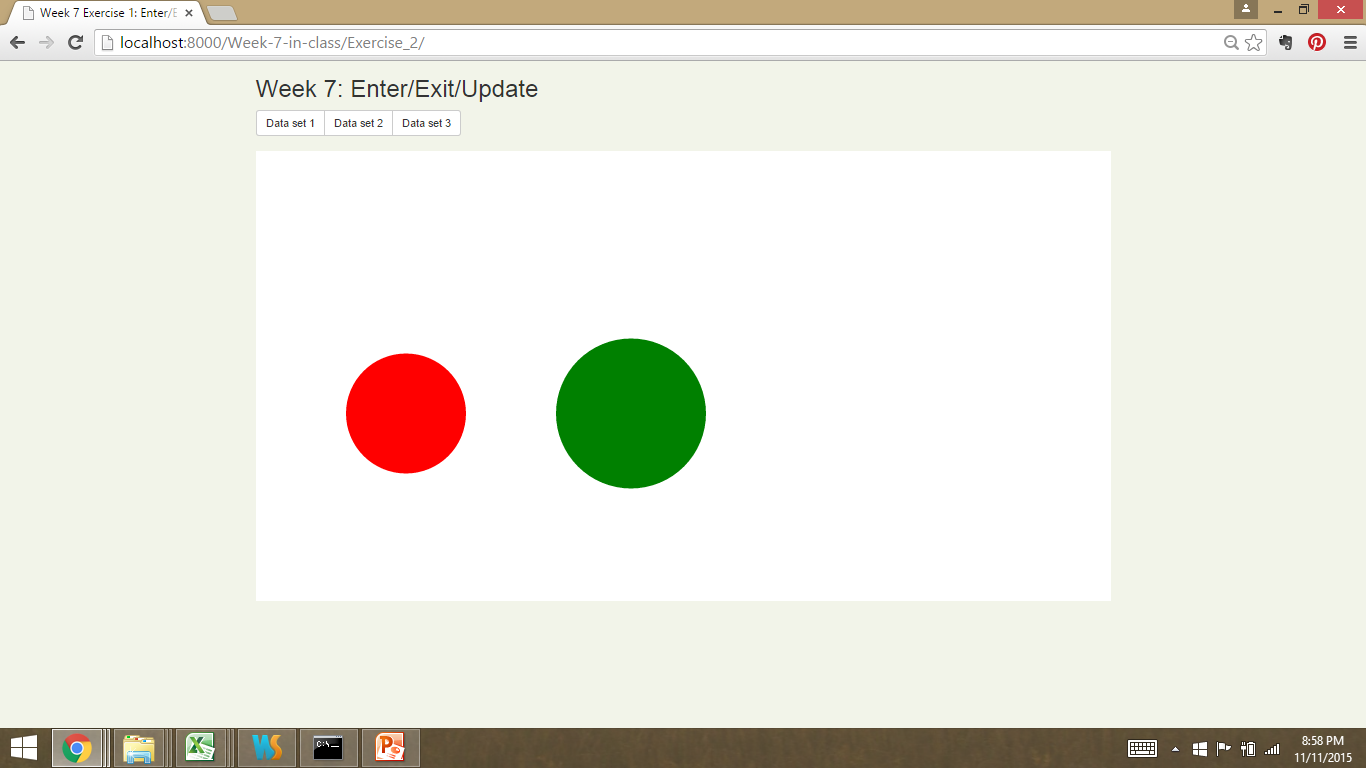 Week 7 Exercise 1: Enter/E
localhost:8000/Week-7-in-class/Exercise_2/
Week 7: Enter/Exit/Update
Data set 1 Data set 2 Data set 3
WS
C:\_
8:58 PM
11/11/2015